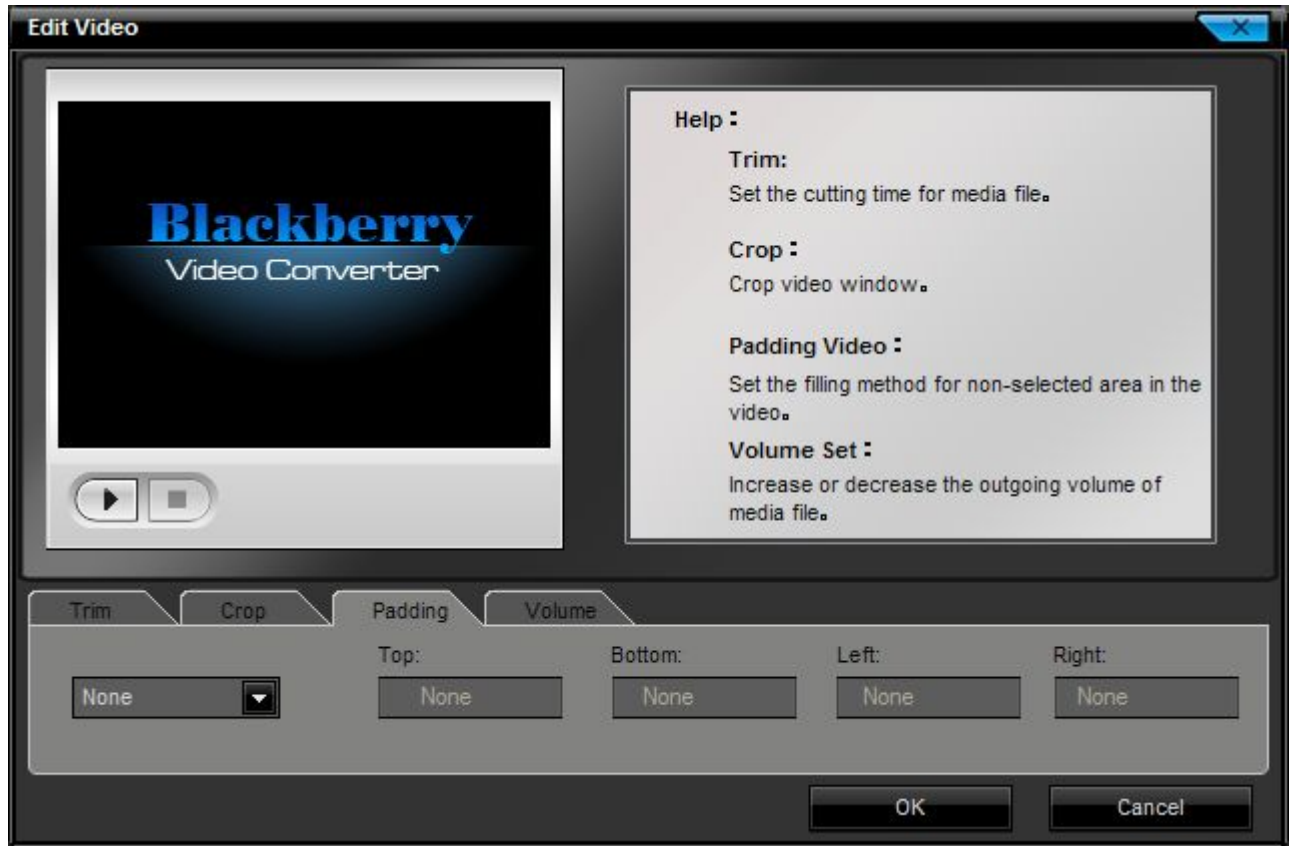 Edit Video
Blackberry
Video Converter
Help：
Trim:
Set the cutting time for media file。
Crop：
Crop video window。
Padding Video：
Set the filling method for non-selected area in the
video。
Volume Set：
Increase or decrease the outgoing volume of
media file。
Trim Crop Padding Volume
Top: Bottom: Left: Right:
None None None None None
OK Cancel